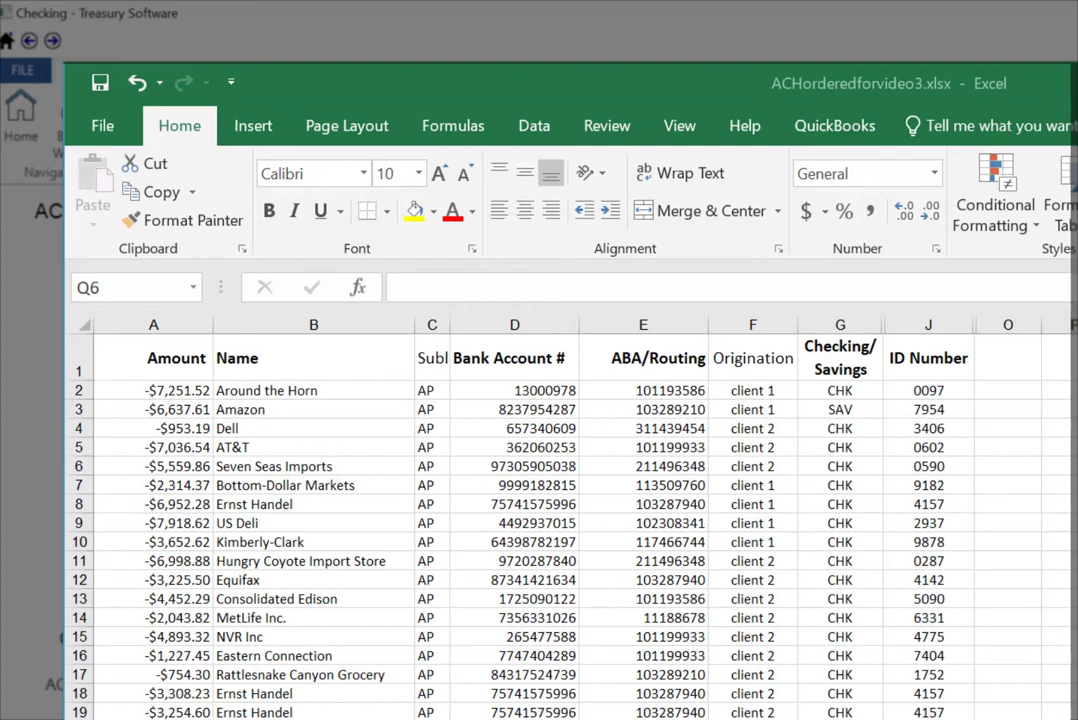 Checking - Treasury Software
FILE
Home
Naviga
ACHorderedforvideo3.xlsx - Excel
File Home Insert Page Layout Formulas Data Review View Help QuickBooks Tell me what you want
Paste Cut Copy Format Painter
Clipboard
Calibri 10
B I U A
Font
Wrap Text
Merge & Center
Alignment
General
$ % ,
Number
Conditional Formatting
Form
Tab
Styles
Q6 fx
A B C D E F G J O
1 Amount Name Subl Bank Account # ABA/Routing Origination Checking/ Savings ID Number
2 -$7,251.52 Around the Horn AP 13000978 101193586 client 1 CHK 0097
3 -$6,637.61 Amazon AP 8237954287 103289210 client 1 SAV 7954
4 -$953.19 Dell AP 657340609 311439454 client 2 CHK 3406
5 -$7,036.54 AT&T AP 362060253 101199933 client 2 CHK 0602
6 -$5,559.86 Seven Seas Imports AP 97305905038 211496348 client 2 CHK 0590
7 -$2,314.37 Bottom-Dollar Markets AP 9999182815 113509760 client 1 CHK 9182
8 -$6,952.28 Ernst Handel AP 75741575996 103287940 client 1 CHK 4157
9 -$7,918.62 US Deli AP 4492937015 102308341 client 1 CHK 2937
10 -$3,652.62 Kimberly-Clark AP 64398782197 117466744 client 1 CHK 9878
11 -$6,998.88 Hungry Coyote Import Store AP 9720287840 211496348 client 2 CHK 0287
12 -$3,225.50 Equifax AP 87341421634 103287940 client 2 CHK 4142
13 -$4,452.29 Consolidated Edison AP 1725090122 101193586 client 2 CHK 5090
14 -$2,043.82 MetLife Inc. AP 7356331026 11188678 client 2 CHK 6331
15 -$4,893.32 NVR Inc AP 265477588 101199933 client 2 CHK 4775
16 -$1,227.45 Eastern Connection AP 7747404289 101199933 client 2 CHK 7404
17 -$754.30 Rattlesnake Canyon Grocery AP 84317524739 103289210 client 2 CHK 1752
18 -$3,308.23 Ernst Handel AP 75741575996 103287940 client 2 CHK 4157
19 -$3,254.60 Ernst Handel AP 75741575996 103287940 client 2 CHK 4157